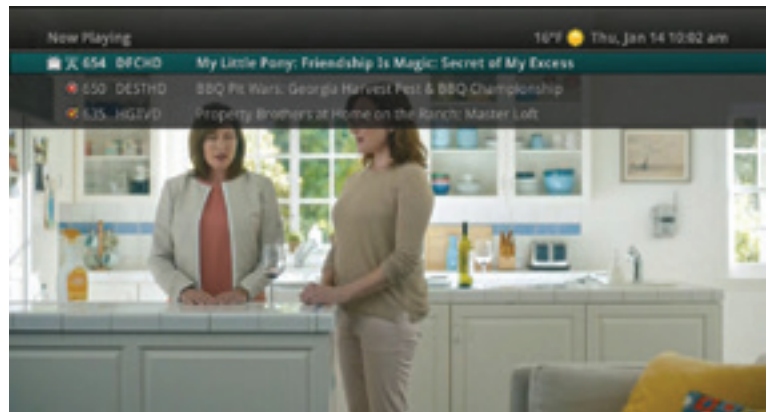 Now Playing 16°F Thu, Jan 14 10:02 am
654 DFCHD My Little Pony: Friendship Is Magic: Secret of My Excess
650 DESTHD BBQ Pit Wars: Georgia Harvest Fest & BBQ Championship
635 HGTVD Property Brothers at Home on the Ranch: Master Loft